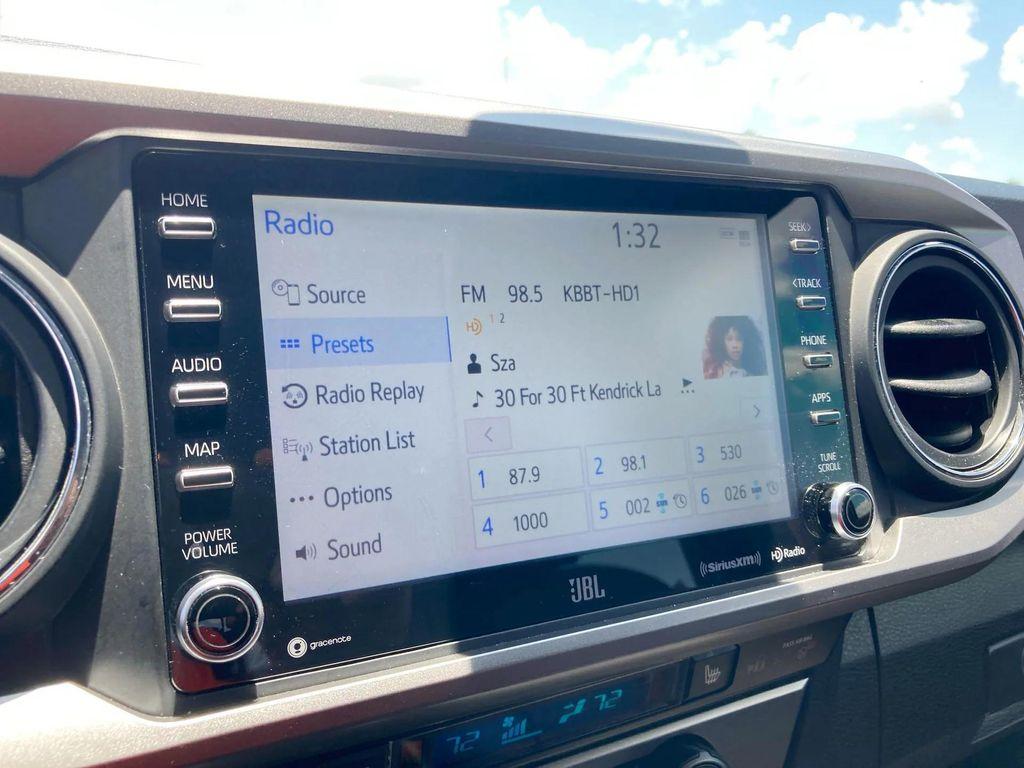 HOME
MENU
AUDIO
MAP
POWER
VOLUME
gracenote
Radio
1:32
Source
Presets
Radio Replay
Station List
Options
Sound
FM 98.5 KBBT-HD1
HD 1 2
Sza
30 For 30 Ft Kendrick La
1 87.9
2 98.1
3 530
4 1000
5 002
6 026
JBL
SiriusXM
HD Radio
SEEK>
<TRACK
PHONE
APPS
TUNE
SCROLL
72 72